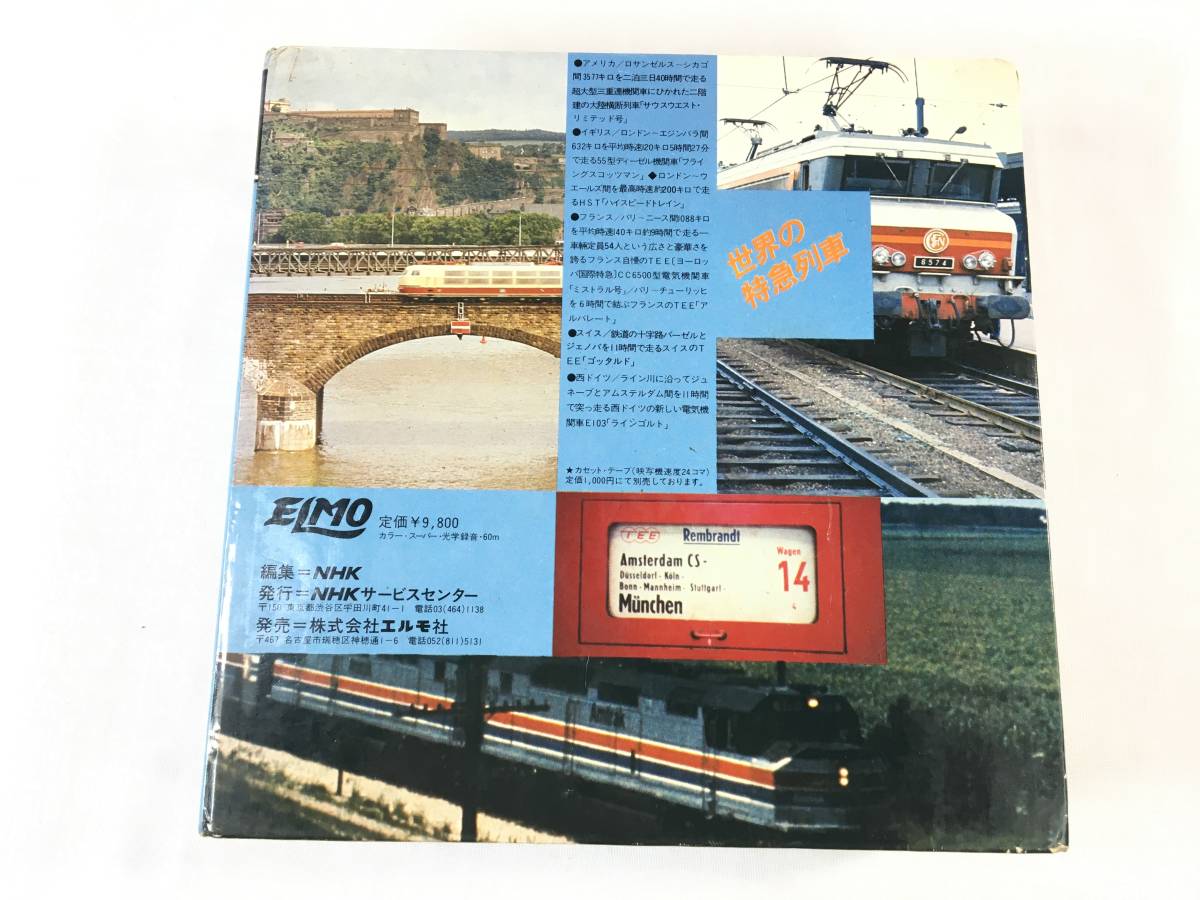 ●アメリカ/ロサンゼルス~シカゴ
間3577キロを二泊三日40時間で走る
超大型三重連機関車にひかれた二階
建の大陸横断列車「サウスウエスト・
リミテッド号」
●イギリス/ロンドン~エジンバラ間
632キロを平均時速120キロ5時間27分
で走る55型ディーゼル機関車「フライ
ングスコッツマン」◆ロンドン~ウ
エールズ間を最高時速約200キロで走
るHST「ハイスピードトレイン」
●フランス/パリ~ニース間1088キロ
を平均時速140キロ約9時間で走る一
車輛定員54人という広さと豪華さを
誇るフランス自慢のTEE[ヨーロッ
パ国際特急]CC6500型電気機関車
「ミストラル号」/パリ~チューリッヒ
を6時間で結ぶフランスのTEE「ア
ルバレート」
●スイス/鉄道の十字路バーゼルと
ジェノバを11時間で走るスイスのT
EE「ゴッタルド」
●西ドイツ/ライン川に沿ってジュ
ネーブとアムステルダム間を11時間
で突っ走る西ドイツの新しい電気機
関車E103「ラインゴルト」
★カセット・テープ(映写機速度24コマ)
定価1,000円にて別売しております。
世界の
特急列車
6574
ELMO
定価¥9,800
カラー・スーパー・光学録音・60m
編集=NHK
発行=NHKサービスセンター
〒150 東京都渋谷区宇田川町41-1 電話03(464)1138
発売=株式会社エルモ社
〒467 名古屋市瑞穂区神穂通1-6 電話052(811)5131
TEE Rembrandt
Amsterdam CS-
Wagen
14
Düsseldorf - Köln -
Bonn - Mannheim - Stuttgart -
München
4